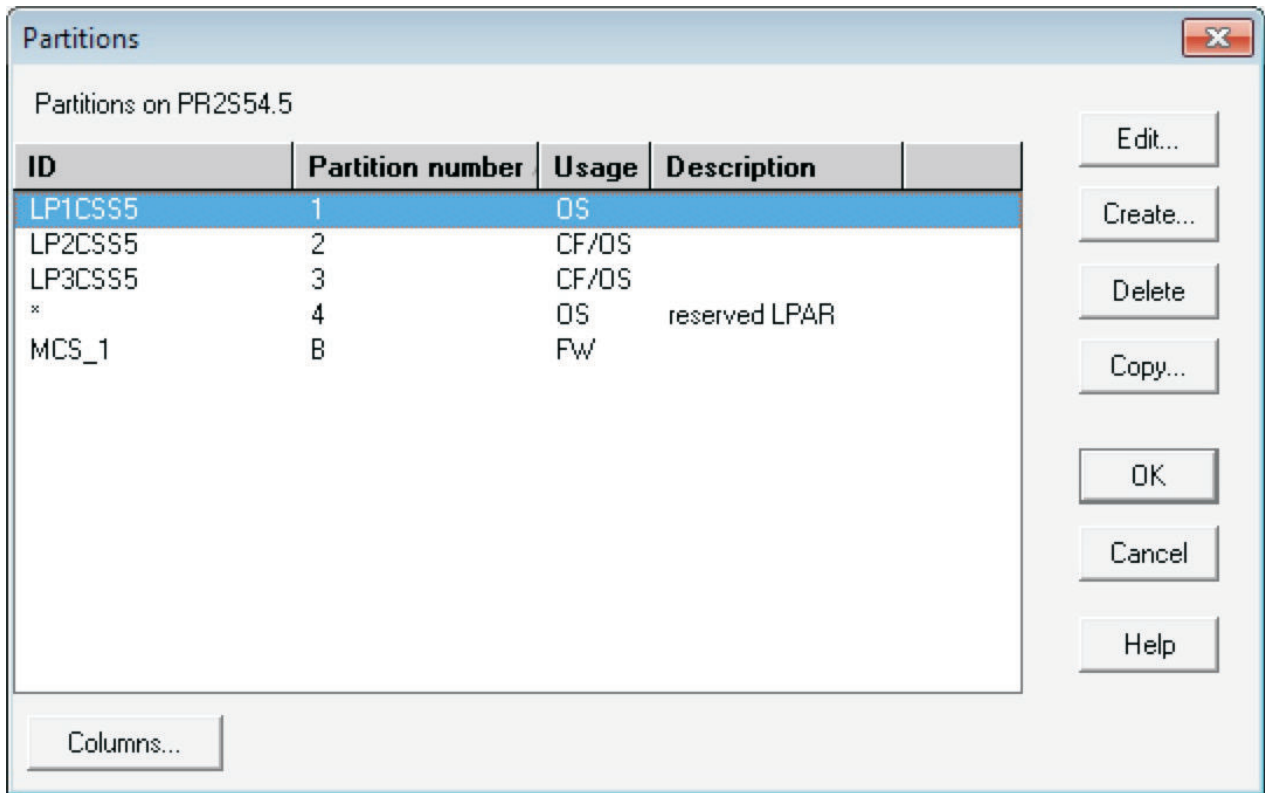 Partitions
Partitions on PR2S54.5
ID Partition number Usage Description
LP1CSS5 1 OS
LP2CSS5 2 CF/OS
LP3CSS5 3 CF/OS
* 4 OS reserved LPAR
MCS_1 B FW
Edit...
Create...
Delete
Copy...
OK
Cancel
Help
Columns...